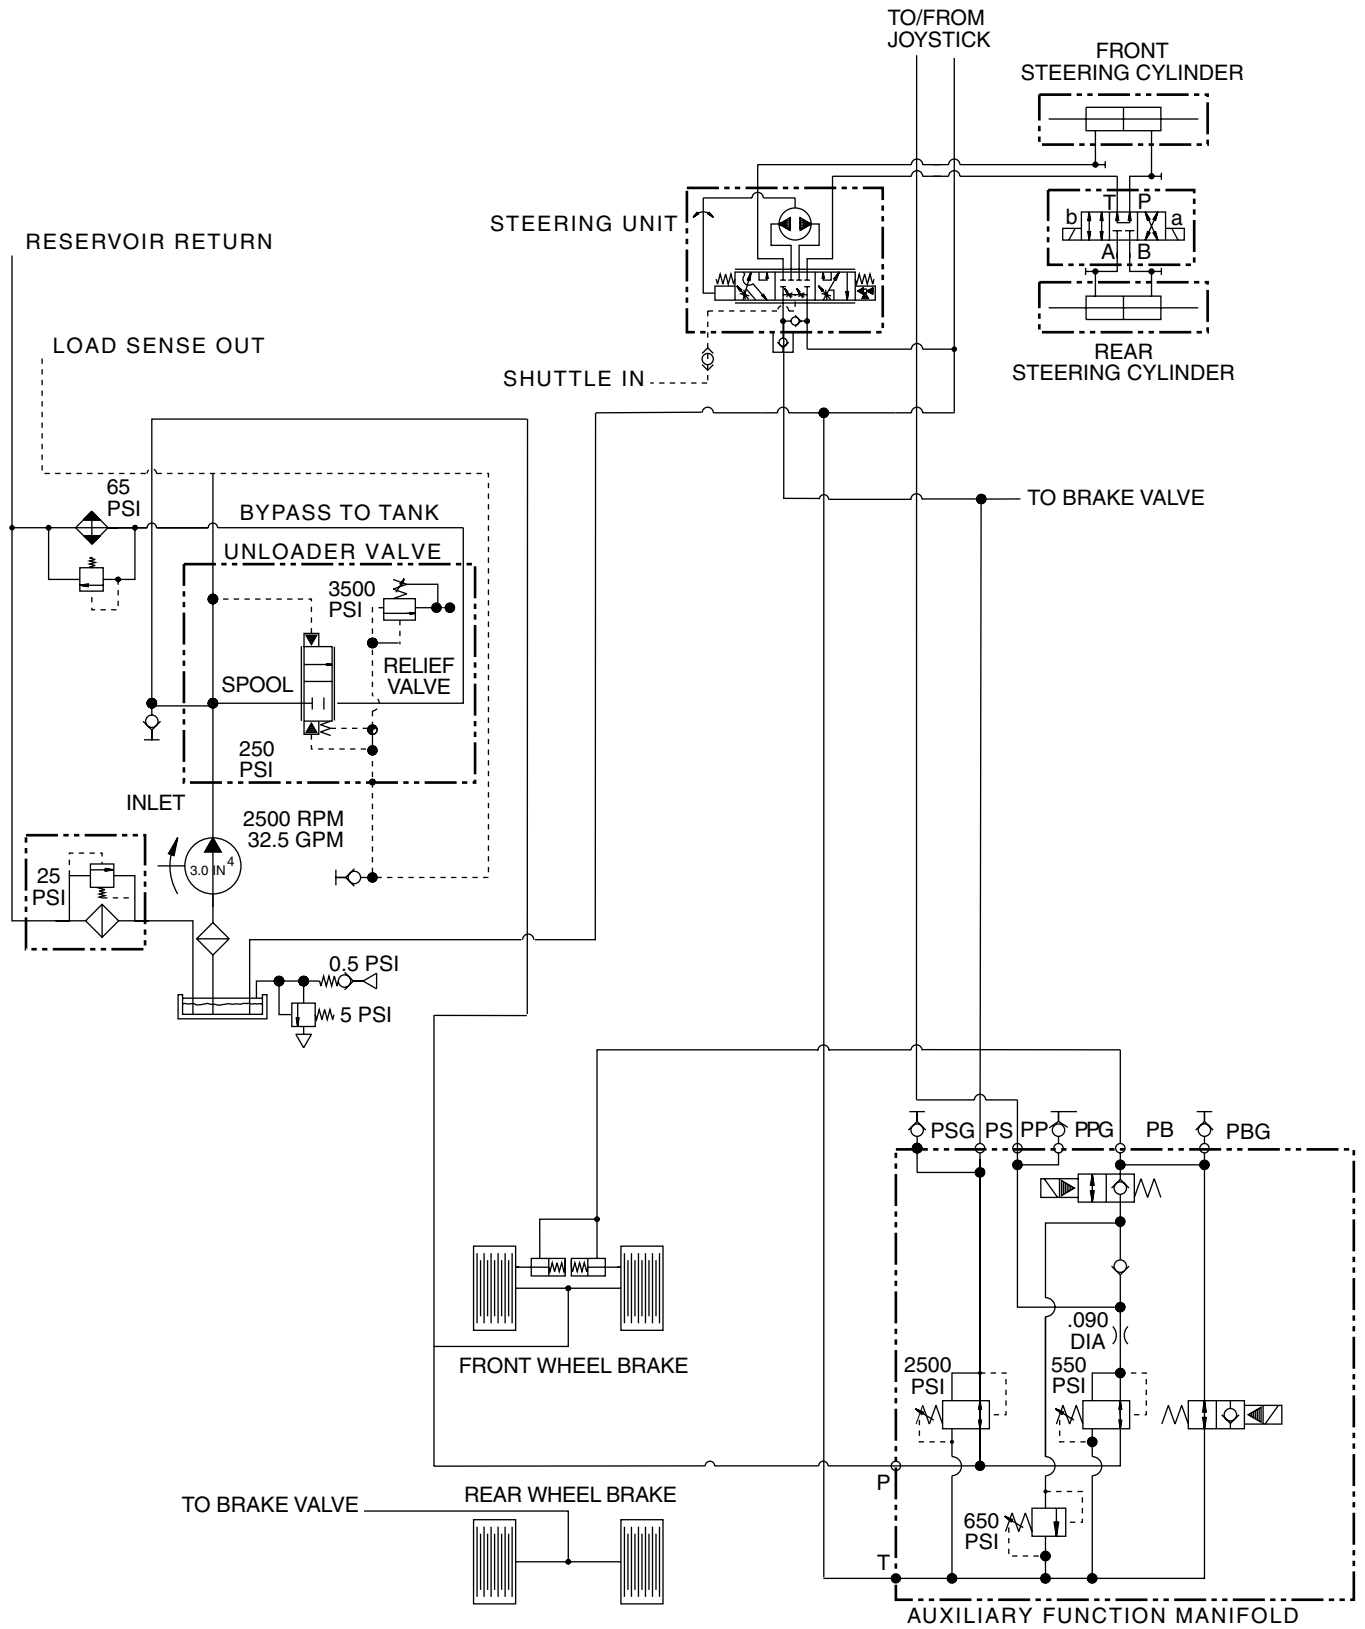 TO/FROM
JOYSTICK
FRONT
STEERING CYLINDER
STEERING UNIT
T P
b a
A B
RESERVOIR RETURN
LOAD SENSE OUT
SHUTTLE IN
REAR
STEERING CYLINDER
65
PSI
BYPASS TO TANK
TO BRAKE VALVE
UNLOADER VALVE
3500
PSI
SPOOL
RELIEF
VALVE
250
PSI
INLET
2500 RPM
32.5 GPM
3.0 IN4
25
PSI
0.5 PSI
5 PSI
PSG PS PP PPG PB PBG
.090
DIA
FRONT WHEEL BRAKE
2500
PSI
550
PSI
P
TO BRAKE VALVE
REAR WHEEL BRAKE
650
PSI
T
AUXILIARY FUNCTION MANIFOLD